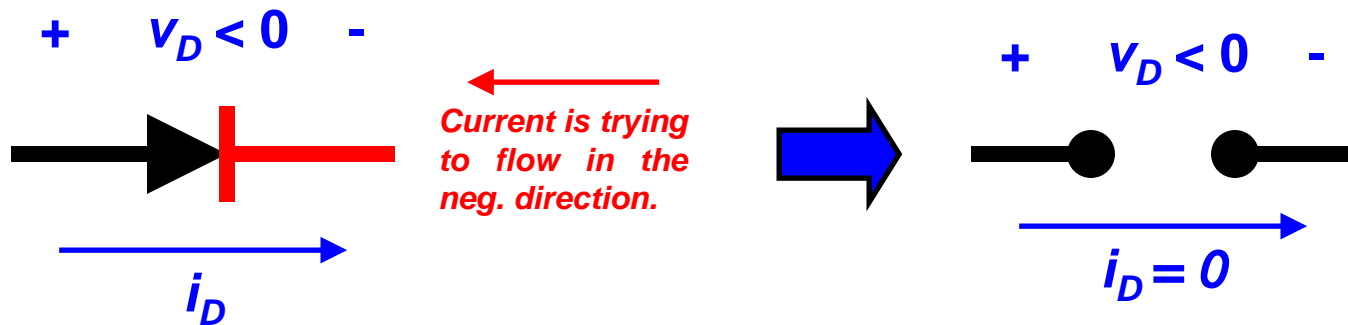 + v_D < 0 -
Current is trying
to flow in the
neg. direction.
i_D
+ v_D < 0 -
i_D = 0